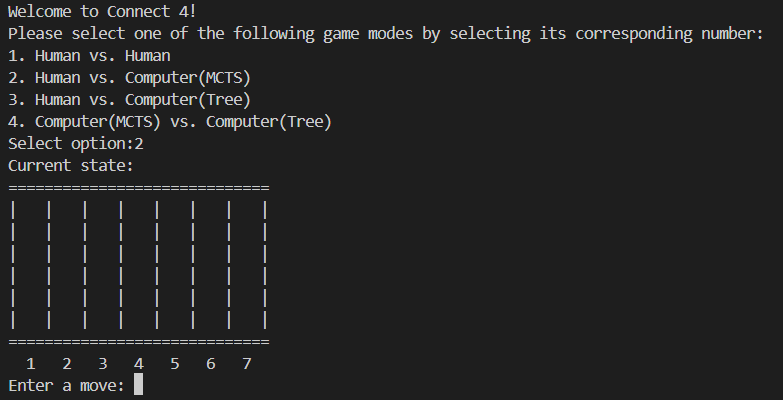 Welcome to Connect 4!
Please select one of the following game modes by selecting its corresponding number:
1. Human vs. Human
2. Human vs. Computer(MCTS)
3. Human vs. Computer(Tree)
4. Computer(MCTS) vs. Computer(Tree)
Select option:2
Current state:
=============================
|   |   |   |   |   |   |   |
|   |   |   |   |   |   |   |
|   |   |   |   |   |   |   |
|   |   |   |   |   |   |   |
|   |   |   |   |   |   |   |
|   |   |   |   |   |   |   |
=============================
  1   2   3   4   5   6   7
Enter a move: